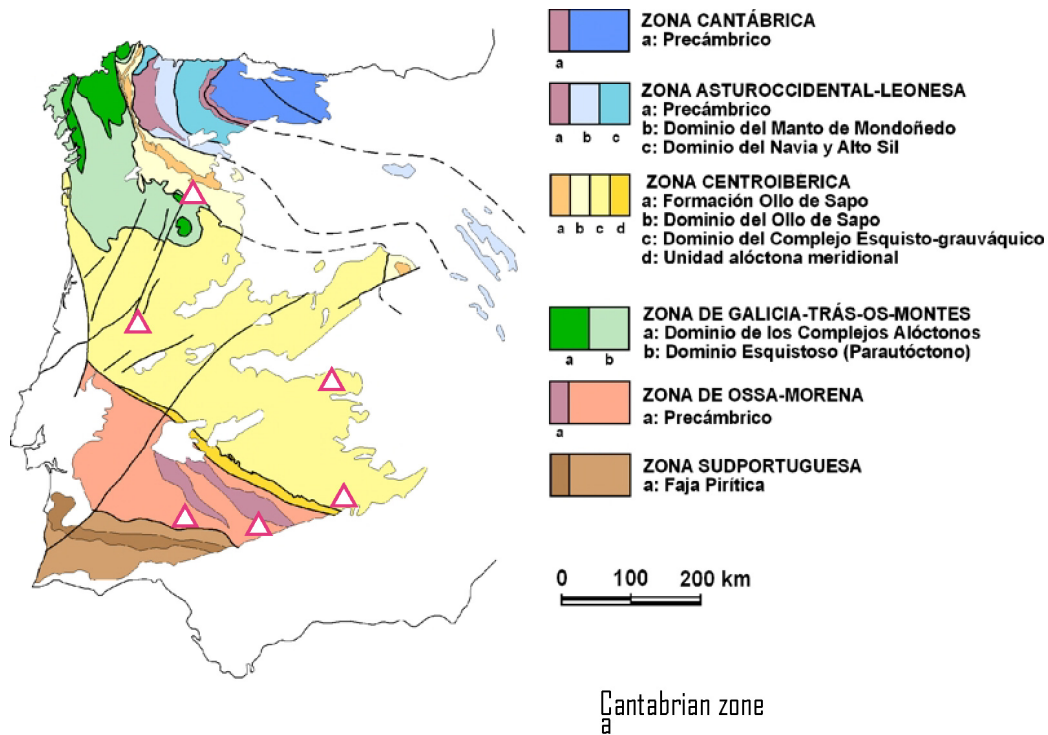 ZONA CANTÁBRICA
a: Precámbrico
a
ZONA ASTUROCCIDENTAL-LEONESA
a: Precámbrico
b: Dominio del Manto de Mondoñedo
c: Dominio del Navia y Alto Sil
a b c
ZONA CENTROIBERICA
a: Formación Ollo de Sapo
b: Dominio del Ollo de Sapo
c: Dominio del Complejo Esquisto-grauváquico
d: Unidad alóctona meridional
a b c d
ZONA DE GALICIA-TRÁS-OS-MONTES
a: Dominio de los Complejos Alóctonos
b: Dominio Esquistoso (Parautóctono)
a b
ZONA DE OSSA-MORENA
a: Precámbrico
a
ZONA SUDPORTUGUESA
a: Faja Pirítica
0 100 200 km
Cantabrian zone
a